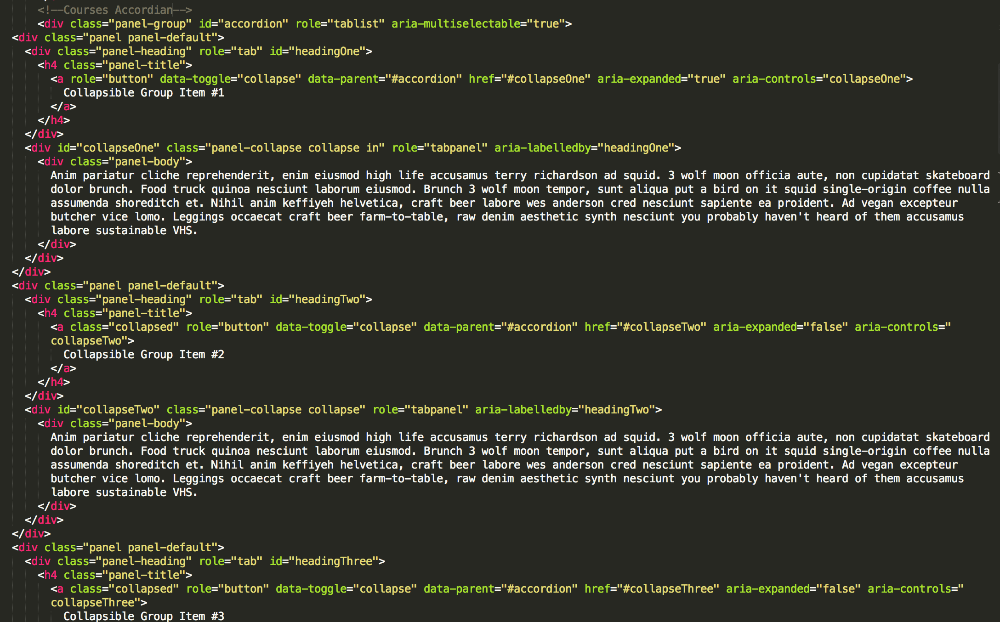 <!--Courses Accordian-->
<div class="panel-group" id="accordion" role="tablist" aria-multiselectable="true">
<div class="panel panel-default">
<div class="panel-heading" role="tab" id="headingOne">
<h4 class="panel-title">
<a role="button" data-toggle="collapse" data-parent="#accordion" href="#collapseOne" aria-expanded="true" aria-controls="collapseOne">
Collapsible Group Item #1
</a>
</h4>
</div>
<div id="collapseOne" class="panel-collapse collapse in" role="tabpanel" aria-labelledby="headingOne">
<div class="panel-body">
Anim pariatur cliche reprehenderit, enim eiusmod high life accusamus terry richardson ad squid. 3 wolf moon officia aute, non cupidatat skateboard
dolor brunch. Food truck quinoa nesciunt laborum eiusmod. Brunch 3 wolf moon tempor, sunt aliqua put a bird on it squid single-origin coffee nulla
assumenda shoreditch et. Nihil anim keffiyeh helvetica, craft beer labore wes anderson cred nesciunt sapiente ea proident. Ad vegan excepteur
butcher vice lomo. Leggings occaecat craft beer farm-to-table, raw denim aesthetic synth nesciunt you probably haven't heard of them accusamus
labore sustainable VHS.
</div>
</div>
</div>
<div class="panel panel-default">
<div class="panel-heading" role="tab" id="headingTwo">
<h4 class="panel-title">
<a class="collapsed" role="button" data-toggle="collapse" data-parent="#accordion" href="#collapseTwo" aria-expanded="false" aria-controls="
collapseTwo">
Collapsible Group Item #2
</a>
</h4>
</div>
<div id="collapseTwo" class="panel-collapse collapse" role="tabpanel" aria-labelledby="headingTwo">
<div class="panel-body">
Anim pariatur cliche reprehenderit, enim eiusmod high life accusamus terry richardson ad squid. 3 wolf moon officia aute, non cupidatat skateboard
dolor brunch. Food truck quinoa nesciunt laborum eiusmod. Brunch 3 wolf moon tempor, sunt aliqua put a bird on it squid single-origin coffee nulla
assumenda shoreditch et. Nihil anim keffiyeh helvetica, craft beer labore wes anderson cred nesciunt sapiente ea proident. Ad vegan excepteur
butcher vice lomo. Leggings occaecat craft beer farm-to-table, raw denim aesthetic synth nesciunt you probably haven't heard of them accusamus
labore sustainable VHS.
</div>
</div>
</div>
<div class="panel panel-default">
<div class="panel-heading" role="tab" id="headingThree">
<h4 class="panel-title">
<a class="collapsed" role="button" data-toggle="collapse" data-parent="#accordion" href="#collapseThree" aria-expanded="false" aria-controls="
collapseThree">
Collapsible Group Item #3